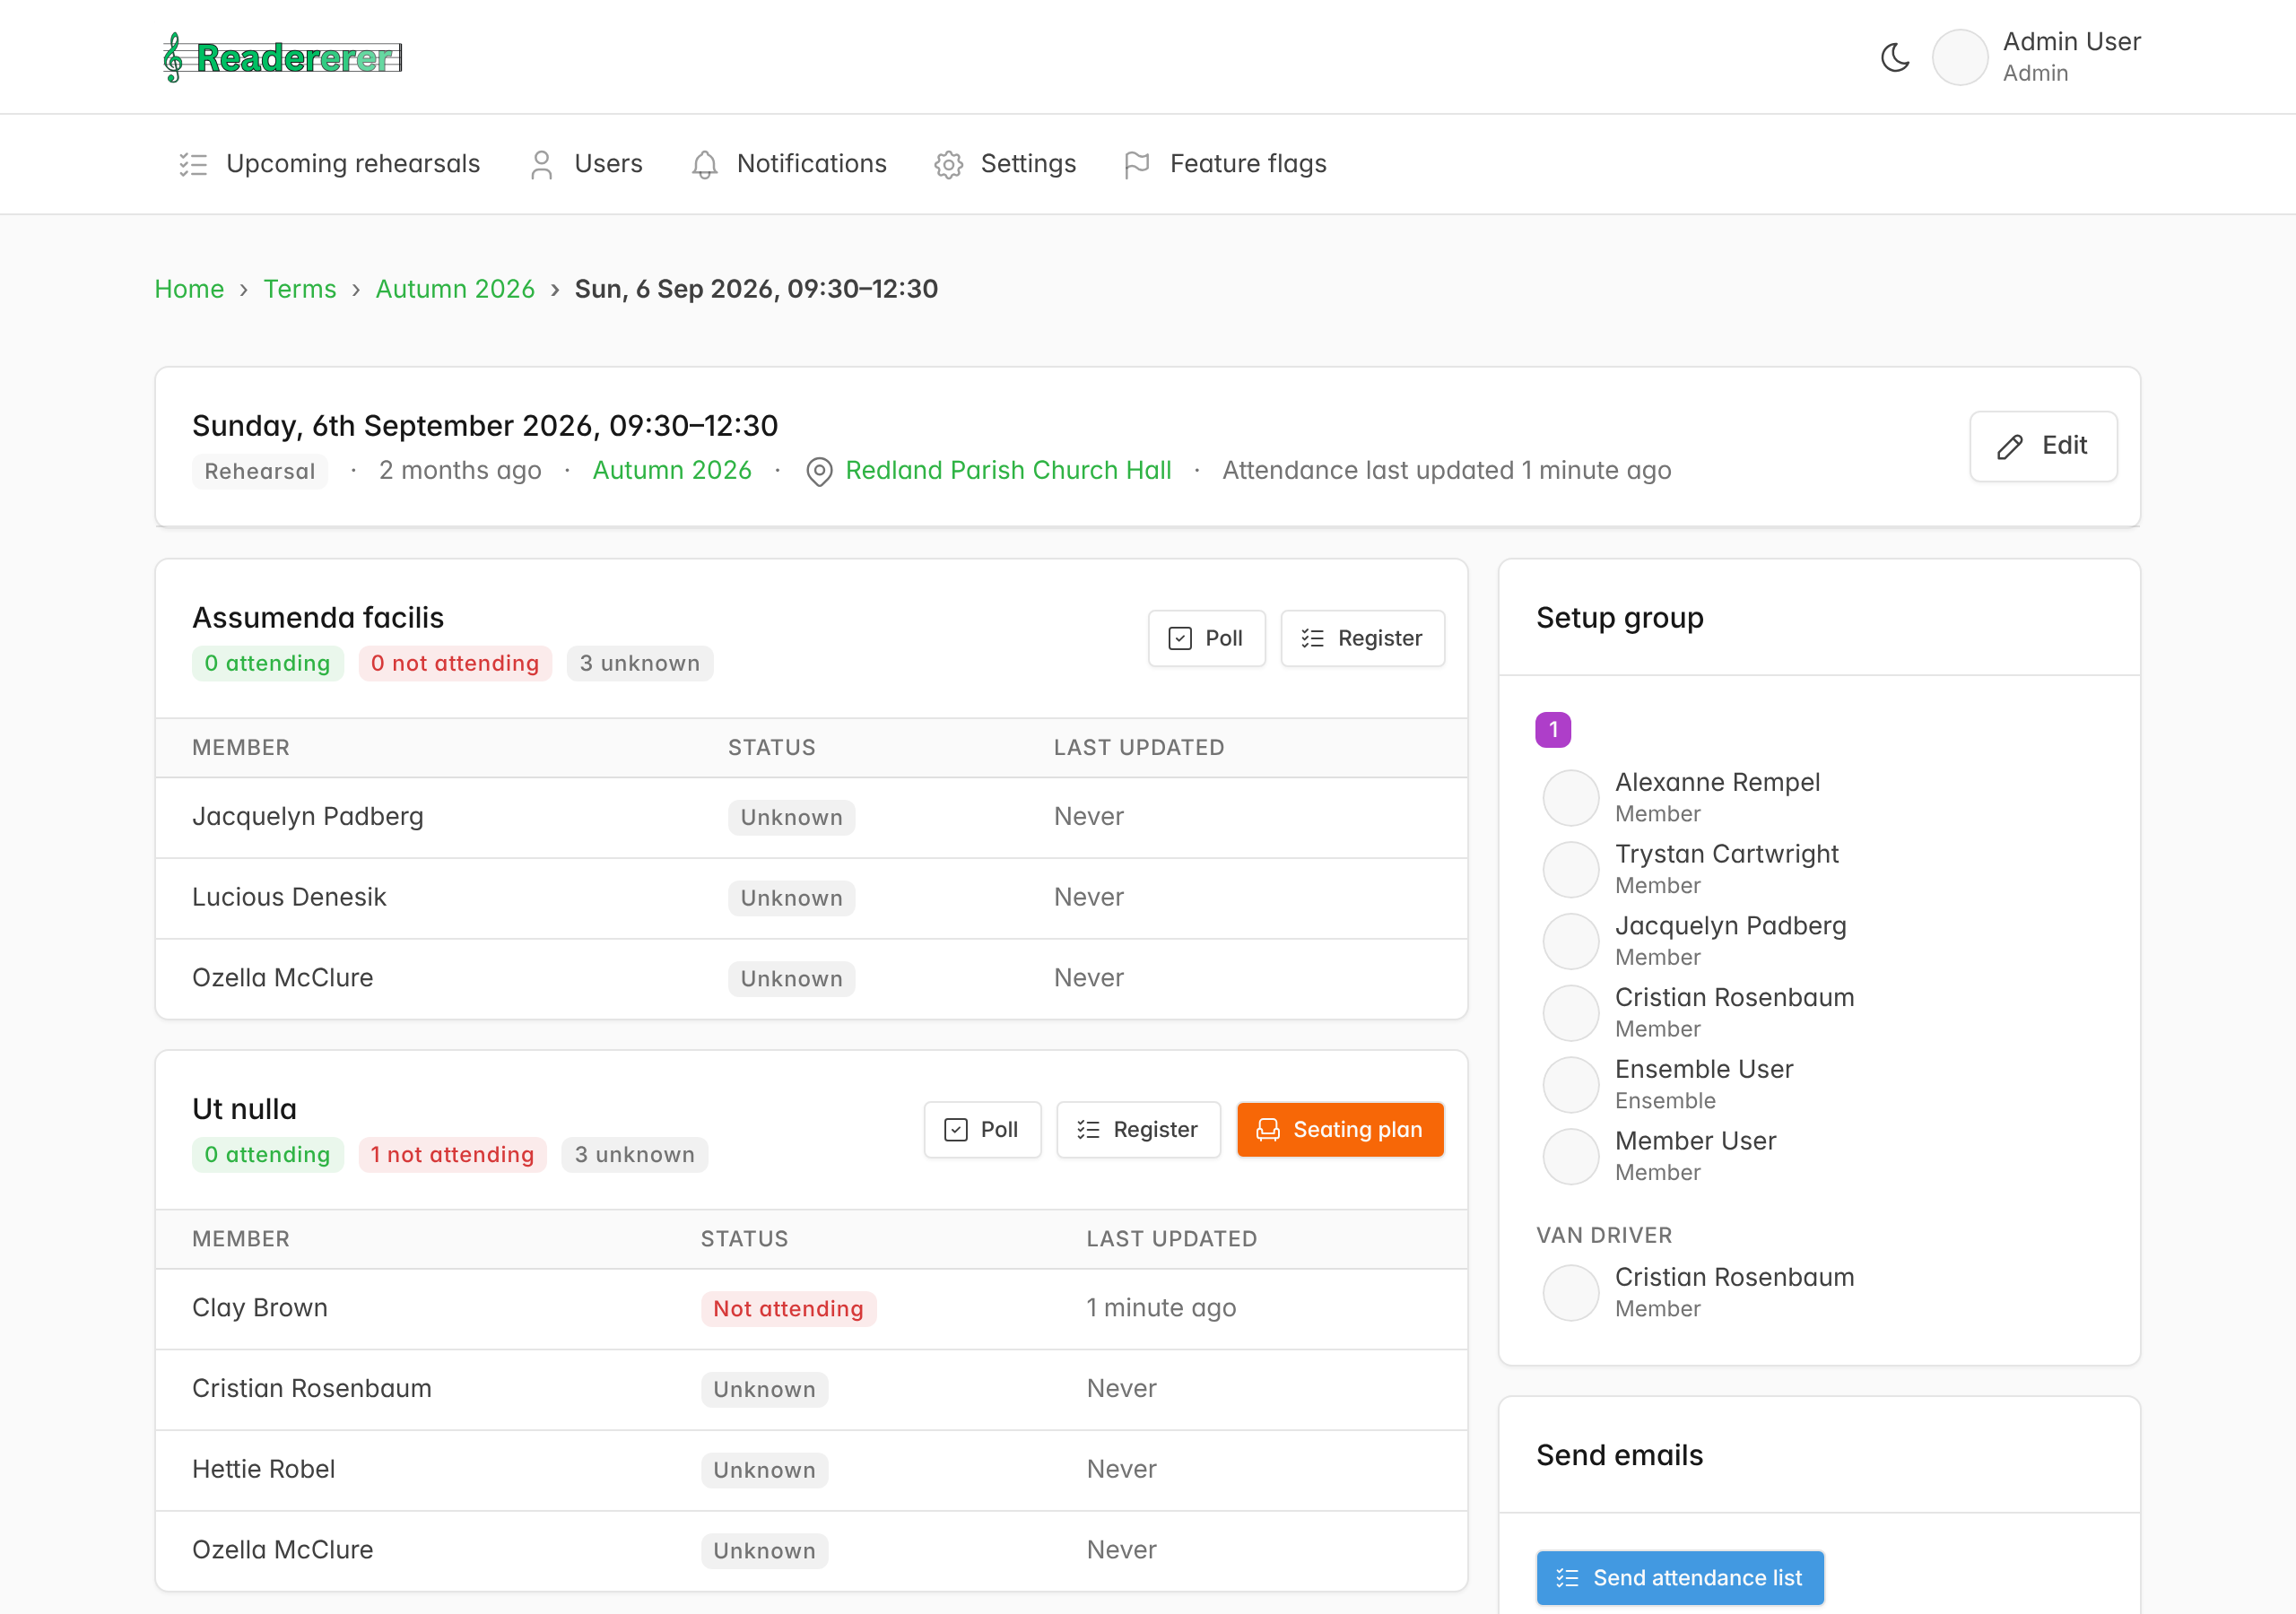 Readererer
Admin User
Admin
Upcoming rehearsals
Users
Notifications
Settings
Feature flags
Home › Terms › Autumn 2026 › Sun, 6 Sep 2026, 09:30–12:30
Sunday, 6th September 2026, 09:30–12:30
Rehearsal · 2 months ago · Autumn 2026 · Redland Parish Church Hall · Attendance last updated 1 minute ago
Edit
Assumenda facilis
0 attending 0 not attending 3 unknown
Poll
Register
MEMBER STATUS LAST UPDATED
Jacquelyn Padberg Unknown Never
Lucious Denesik Unknown Never
Ozella McClure Unknown Never
Ut nulla
0 attending 1 not attending 3 unknown
Poll
Register
Seating plan
MEMBER STATUS LAST UPDATED
Clay Brown Not attending 1 minute ago
Cristian Rosenbaum Unknown Never
Hettie Robel Unknown Never
Ozella McClure Unknown Never
Setup group
1
Alexanne Rempel
Member
Trystan Cartwright
Member
Jacquelyn Padberg
Member
Cristian Rosenbaum
Member
Ensemble User
Ensemble
Member User
Member
VAN DRIVER
Cristian Rosenbaum
Member
Send emails
Send attendance list